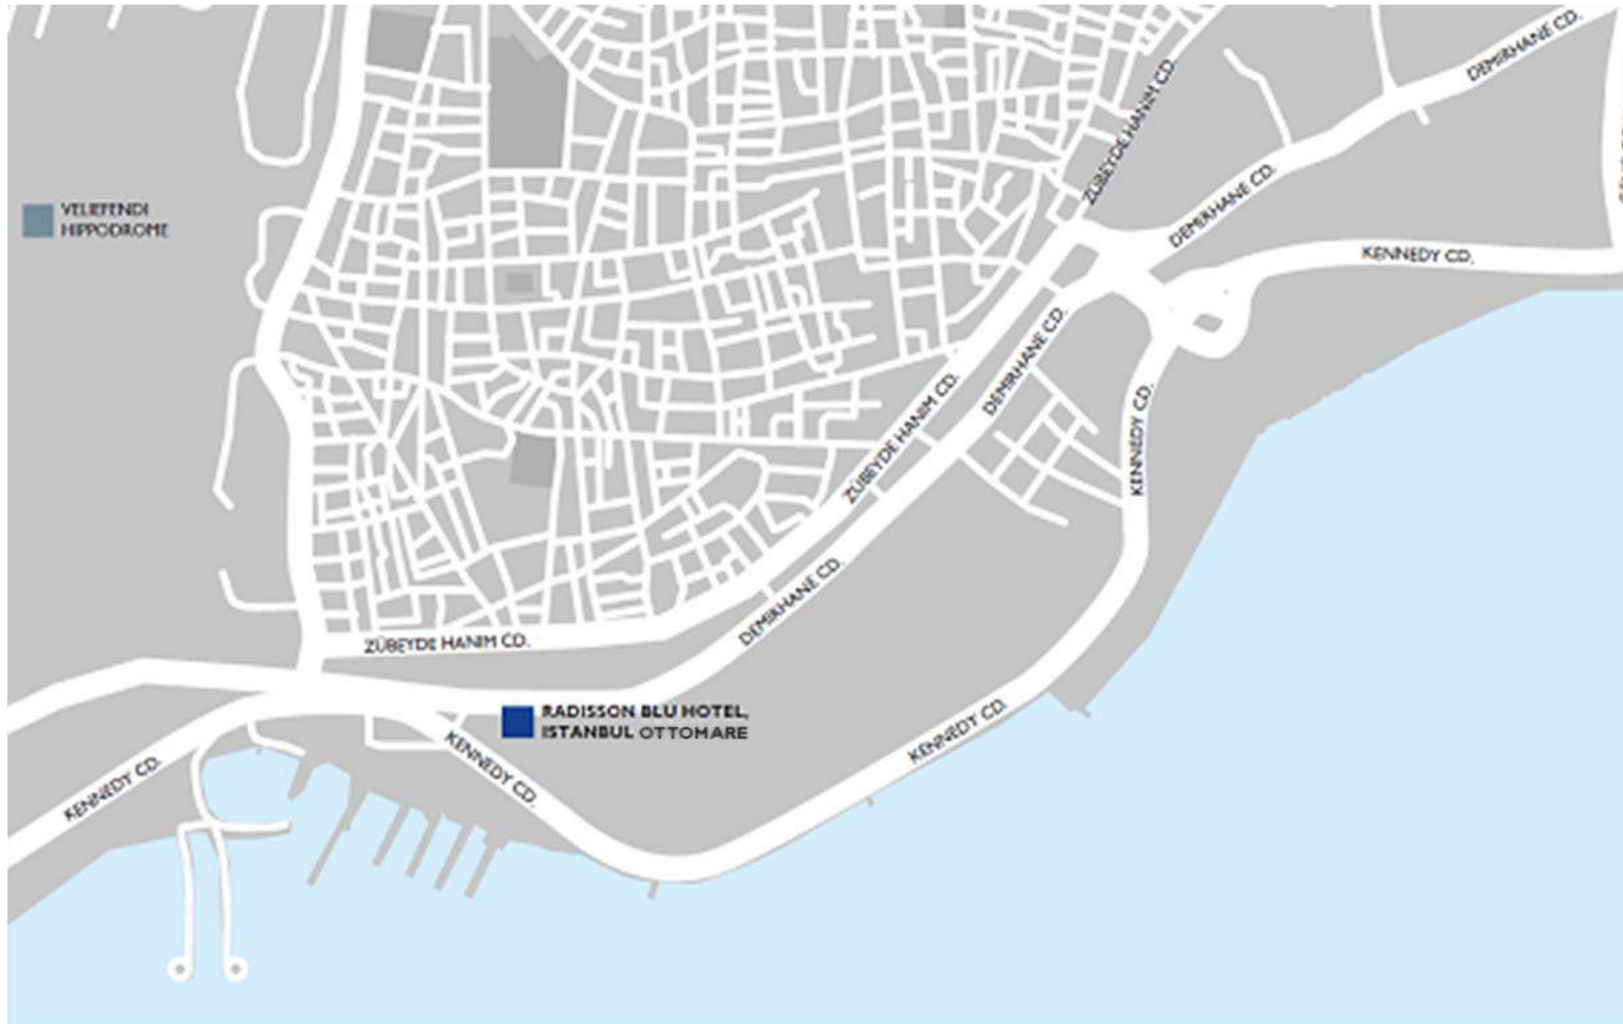 DEMIRHANE CD.
ZÜBEYDE HANIM CD.
VELIEFENDI
HIPPODROME
DEMIRHANE CD.
KENNEDY CD.
DEMIRHANE CD.
ZÜBEYDE HANIM CD.
KENNEDY CD.
DEMIRHANE CD.
ZÜBEYDE HANIM CD.
RADISSON BLU HOTEL,
ISTANBUL OTTOMARE
KENNEDY CD.
KENNEDY CD.
KENNEDY CD.